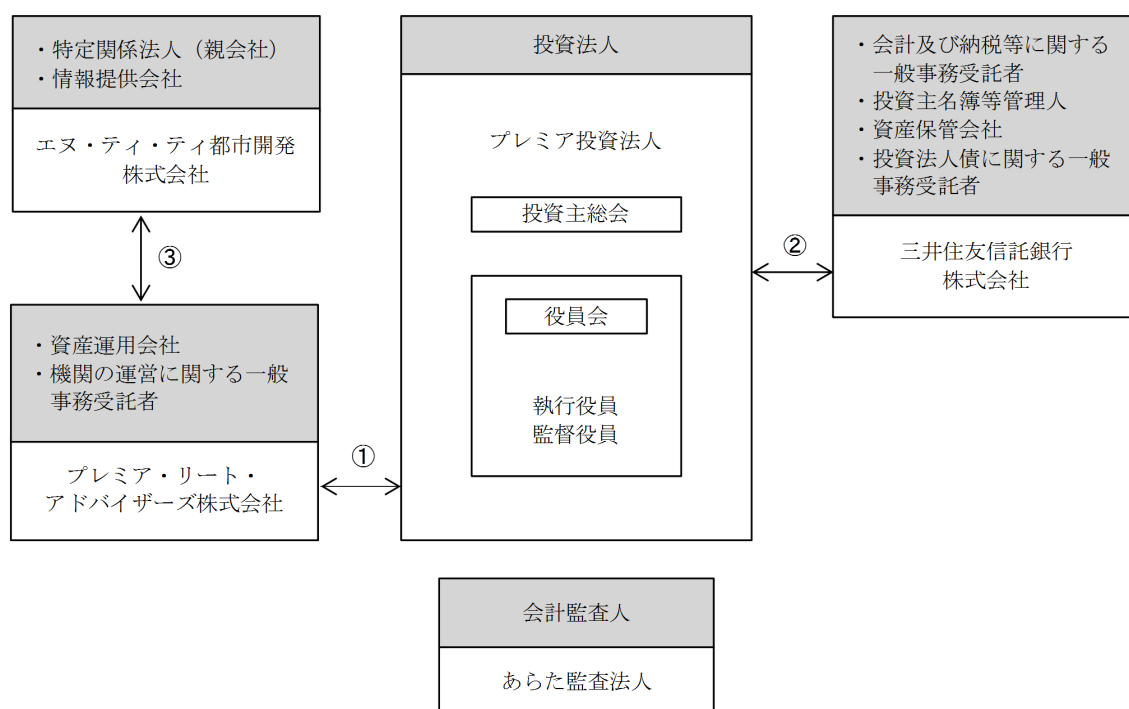 ・特定関係法人（親会社）
・情報提供会社
エヌ・ティ・ティ都市開発
株式会社
③
・資産運用会社
・機関の運営に関する一般
事務受託者
プレミア・リート・
アドバイザーズ株式会社
①
投資法人
プレミア投資法人
投資主総会
役員会
執行役員
監督役員
②
・会計及び納税等に関する
一般事務受託者
・投資主名簿等管理人
・資産保管会社
・投資法人債に関する一般
事務受託者
三井住友信託銀行
株式会社
会計監査人
あらた監査法人